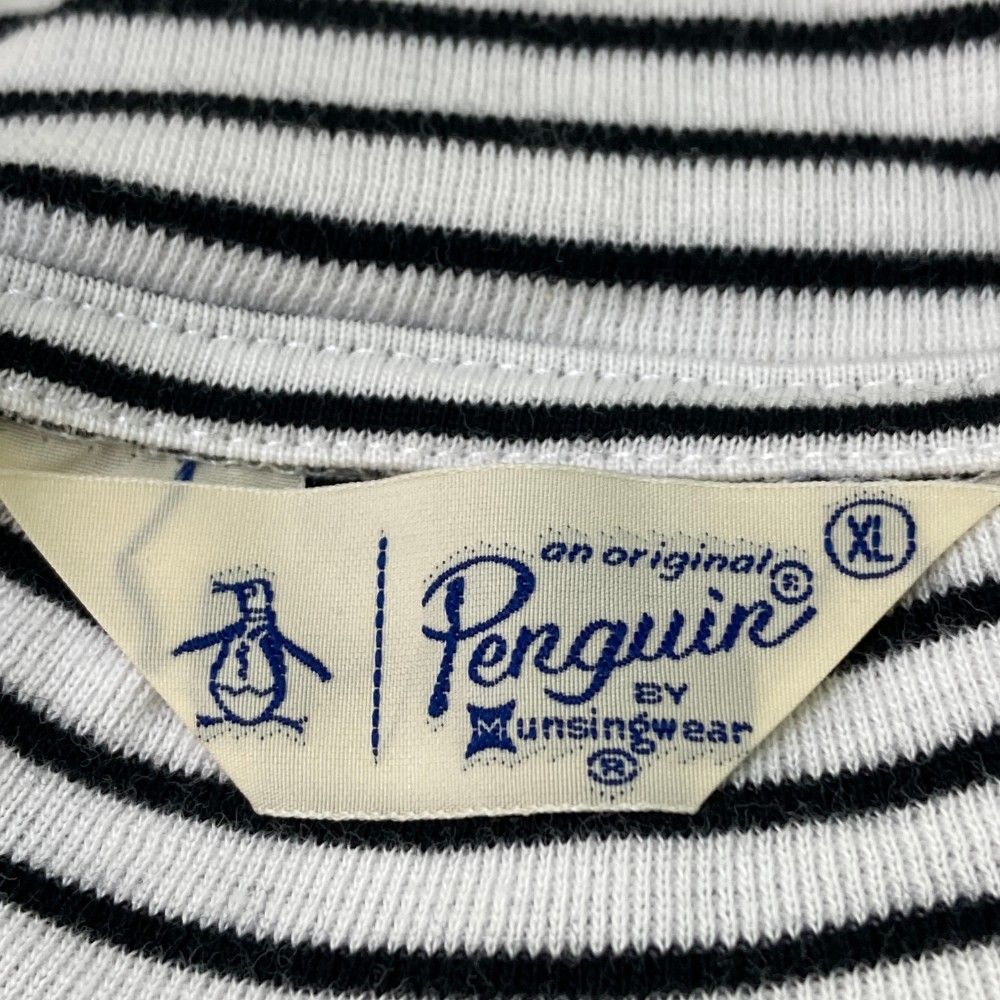 XL
an original
Penguin®
BY
Munsingwear
®